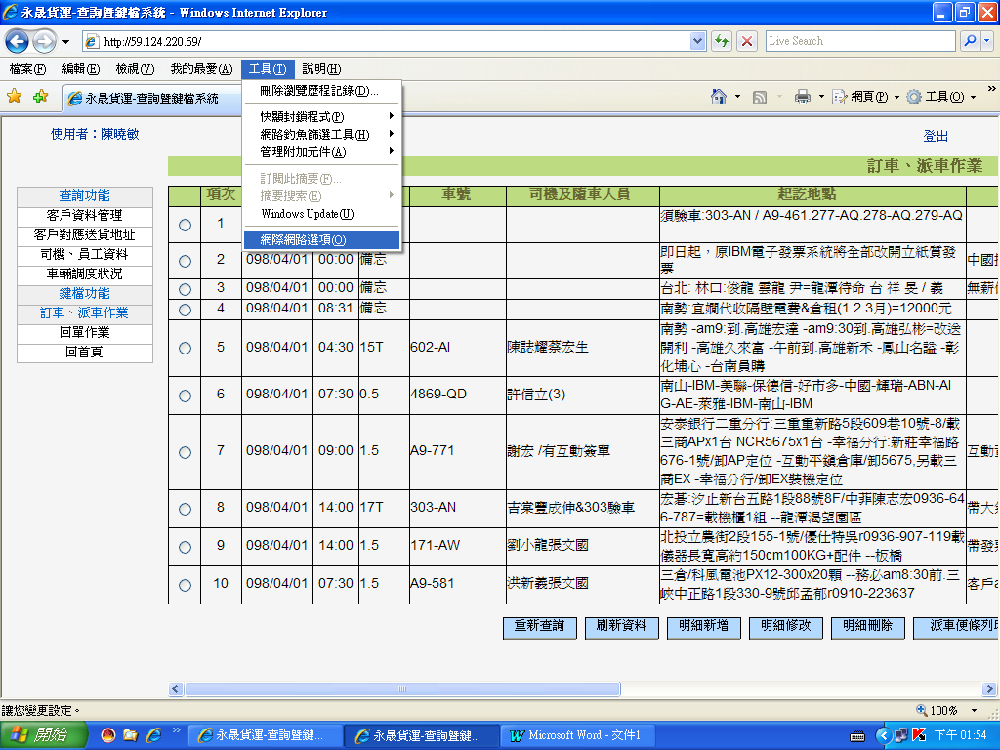 永晟貨運-查詢暨鍵檔系統 - Windows Internet Explorer
http://59.124.220.69/
Live Search
檔案(F) 編輯(E) 檢視(V) 我的最愛(A) 工具(T) 說明(H)
永晟貨運-查詢暨鍵檔系統
網頁(P) 工具(O)
刪除瀏覽歷程記錄(D)...
快顯封鎖程式(P)
網路釣魚篩選工具(H)
管理附加元件(A)
訂閱此摘要(F)...
摘要搜索(E)
Windows Update(U)
網際網路選項(O)
使用者：陳曉敏
登出
訂車、派車作業
查詢功能
客戶資料管理
客戶對應送貨地址
司機、員工資料
車輛調度狀況
鍵檔功能
訂車、派車作業
回單作業
回首頁
項次 車號 司機及隨車人員 起訖地點
1 須驗車:303-AN / A9-461.277-AQ.278-AQ.279-AQ
2 098/04/01 00:00 備忘 即日起，原IBM電子發票系統將全部改開立紙質發
票
中國
3 098/04/01 00:00 備忘 台北: 林口:俊龍 雲龍 尹=龍潭待命 台 祥 旻 / 義 無薪
4 098/04/01 08:31 備忘 南勢:宜嫺代收隔壁電費&倉租(1.2.3月)=12000元
5 098/04/01 04:30 15T 602-AI 陳誌耀蔡宏生 南勢 -am9:到.高雄宏達 -am9:30到.高雄弘彬=改送
開利 -高雄久來富 -午前到.高雄新禾 -鳳山名謚 -彰
化埔心 -台南員購
6 098/04/01 07:30 0.5 4869-QD 許信立(3) 南山-IBM-美聯-保德信-好市多-中國-輝瑞-ABN-AI
G-AE-萊雅-IBM-南山-IBM
7 098/04/01 09:00 1.5 A9-771 謝宏 /有互動簽單 安泰銀行二重分行:三重重新路5段609巷10號-8/載
三商APx1台 NCR5675x1台 -幸福分行:新莊幸福路
676-1號/卸AP定位 -互動平鎮倉庫/卸5675,另載三
商EX -幸福分行/卸EX裝機定位
互動
8 098/04/01 14:00 17T 303-AN 吉棠豐成伸&303驗車 宏碁:汐止新台五路1段88號8F/中菲陳志宏0936-64
6-787=載機櫃1組 --龍潭渴望園區
帶大
9 098/04/01 14:00 1.5 171-AW 劉小龍張文國 北投立農街2段155-1號/優仕特吳r0936-907-119載
儀器長寬高約150cm100KG+配件 --板橋
帶發
10 098/04/01 07:30 1.5 A9-581 洪新義張文國 三倉/科風電池PX12-300x20顆 --務必am8:30前.三
峽中正路1段330-9號邱孟郁r0910-223637
客戶
重新查詢 刷新資料 明細新增 明細修改 明細刪除 派車便條列
讓您變更設定。
100%
開始 永晟貨運-查詢暨鍵... 永晟貨運-查詢暨鍵... Microsoft Word - 文件1 下午 01:54